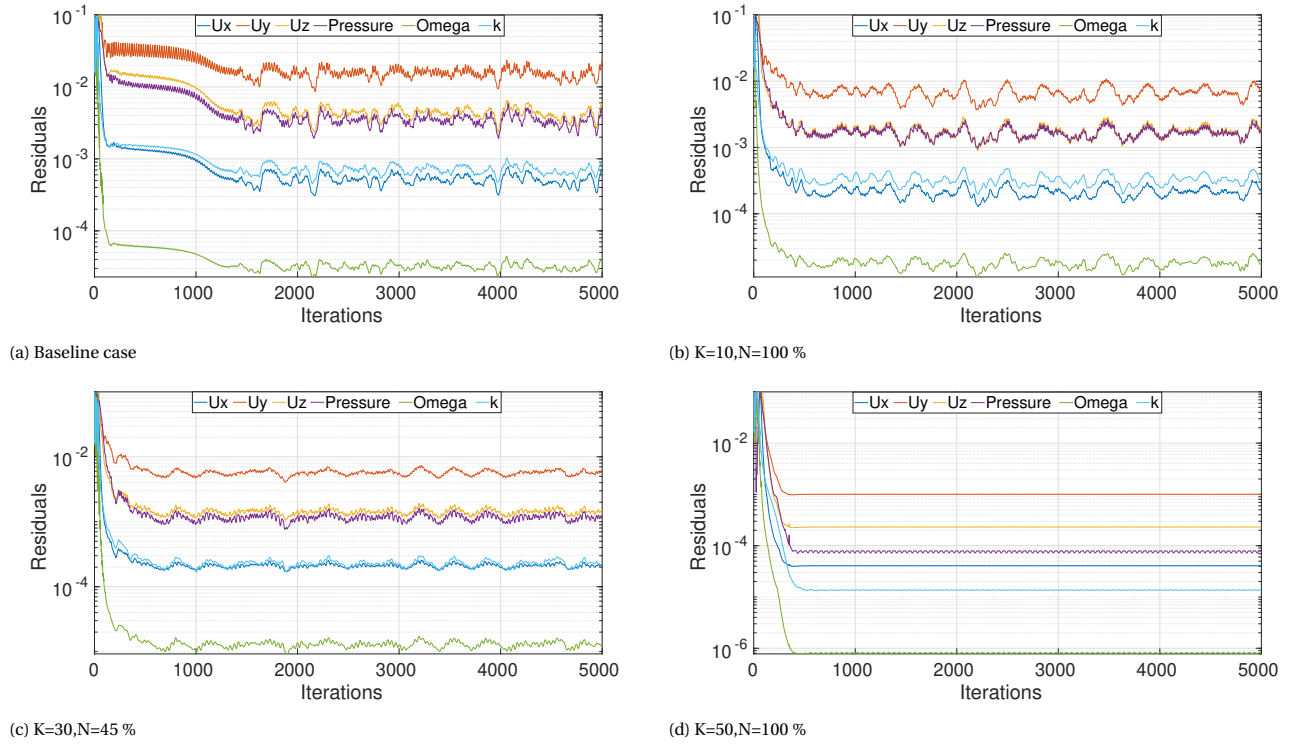 Ux Uy Uz Pressure Omega k
10^-1
10^-2
10^-3
10^-4
Residuals
0 1000 2000 3000 4000 5000
Iterations
(a) Baseline case
Ux Uy Uz Pressure Omega k
10^0
10^-2
10^-3
10^-4
Residuals
0 1000 2000 3000 4000 5000
Iterations
(b) K=10,N=100 %
Ux Uy Uz Pressure Omega k
10^-2
10^-4
Residuals
0 1000 2000 3000 4000 5000
Iterations
(c) K=30,N=45 %
Ux Uy Uz Pressure Omega k
10^-2
10^-4
10^-6
Residuals
0 1000 2000 3000 4000 5000
Iterations
(d) K=50,N=100 %